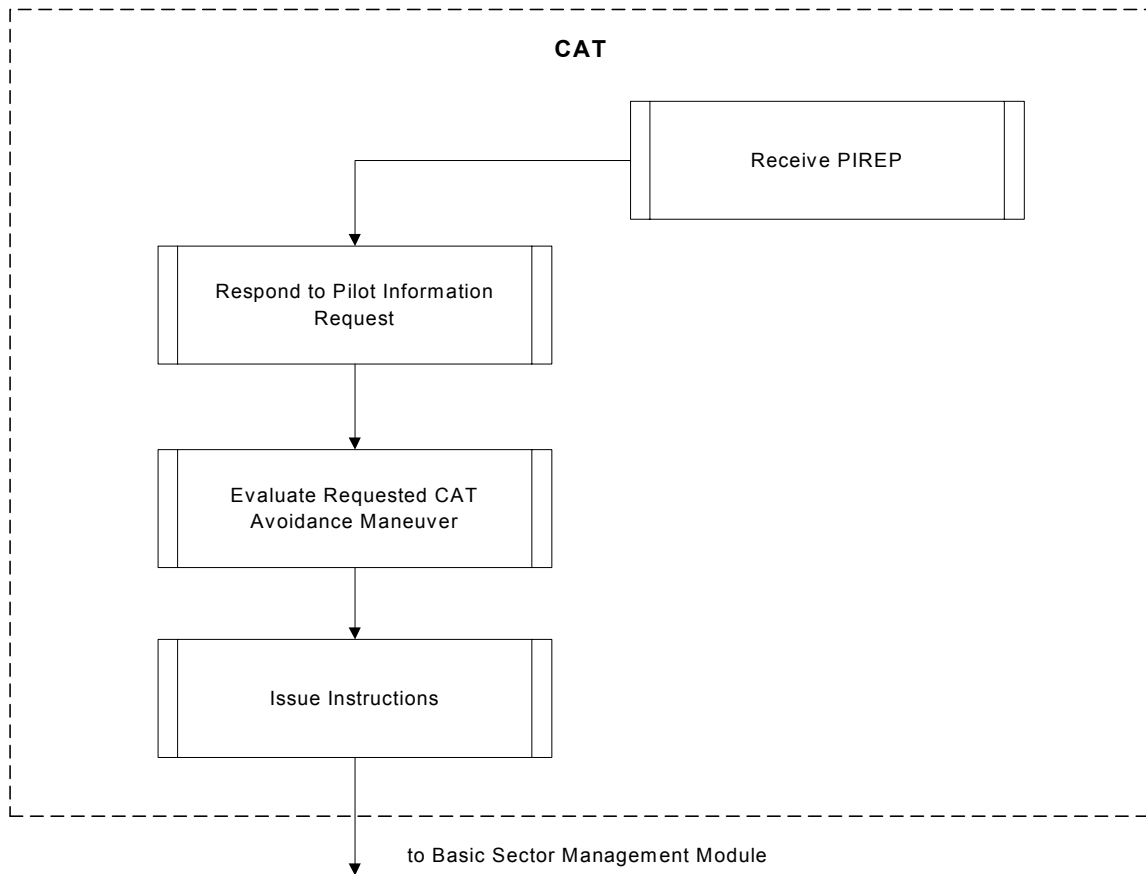 CAT
Receive PIREP
Respond to Pilot Information
Request
Evaluate Requested CAT
Avoidance Maneuver
Issue Instructions
to Basic Sector Management Module